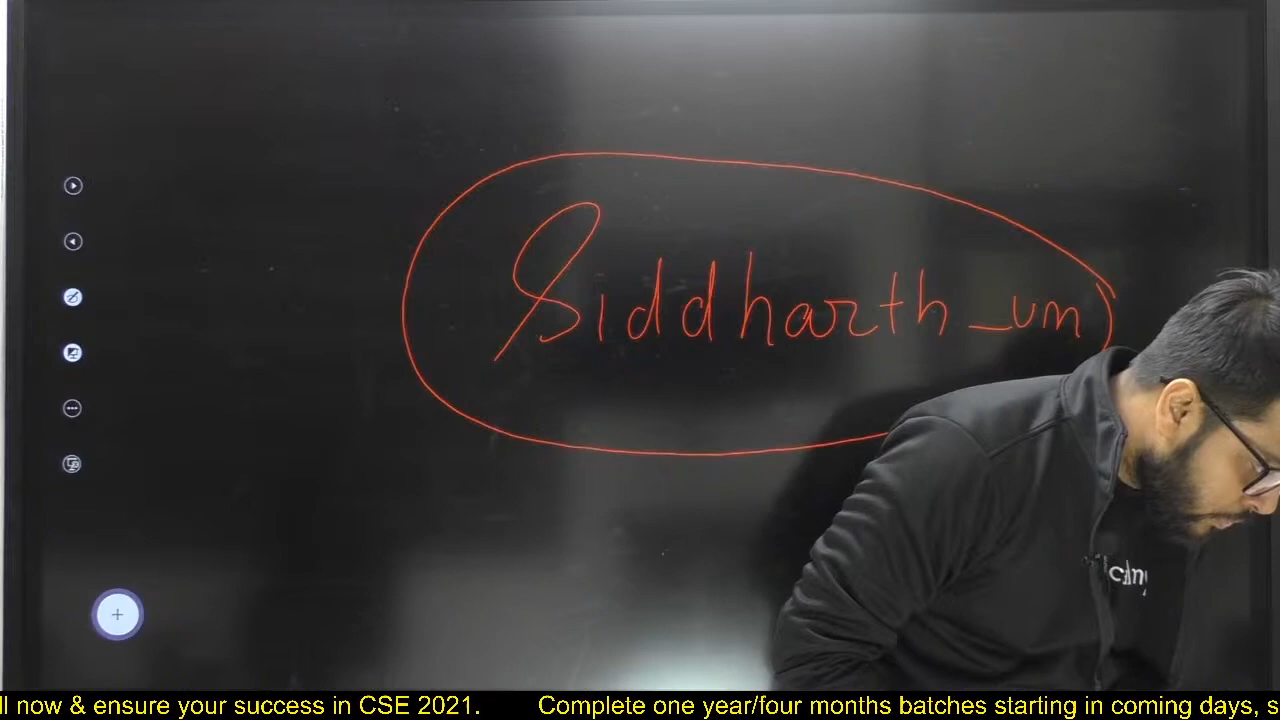 Siddharth_um
ll now & ensure your success in CSE 2021. Complete one year/four months batches starting in coming days, s